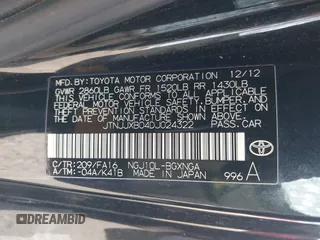 MFD. BY: TOYOTA MOTOR CORPORATION 12/12
GVWR 2860LB GAWR FR 1520LB RR 1430LB
THIS VEHICLE CONFORMS TO ALL APPLICABLE
FEDERAL MOTOR VEHICLE SAFETY, BUMPER, AND
THEFT PREVENTION STANDARDS IN EFFECT ON
THE DATE OF MANUFACTURE SHOWN ABOVE.
JTNJJXB04DJ024322
PASS. CAR
C/TR: 209/FA16 NGJ10L-BGXNGA
A/TM: -04A/K41B MADE IN JAPAN 996 A
TOYOTA
AUTOBIDMASTER